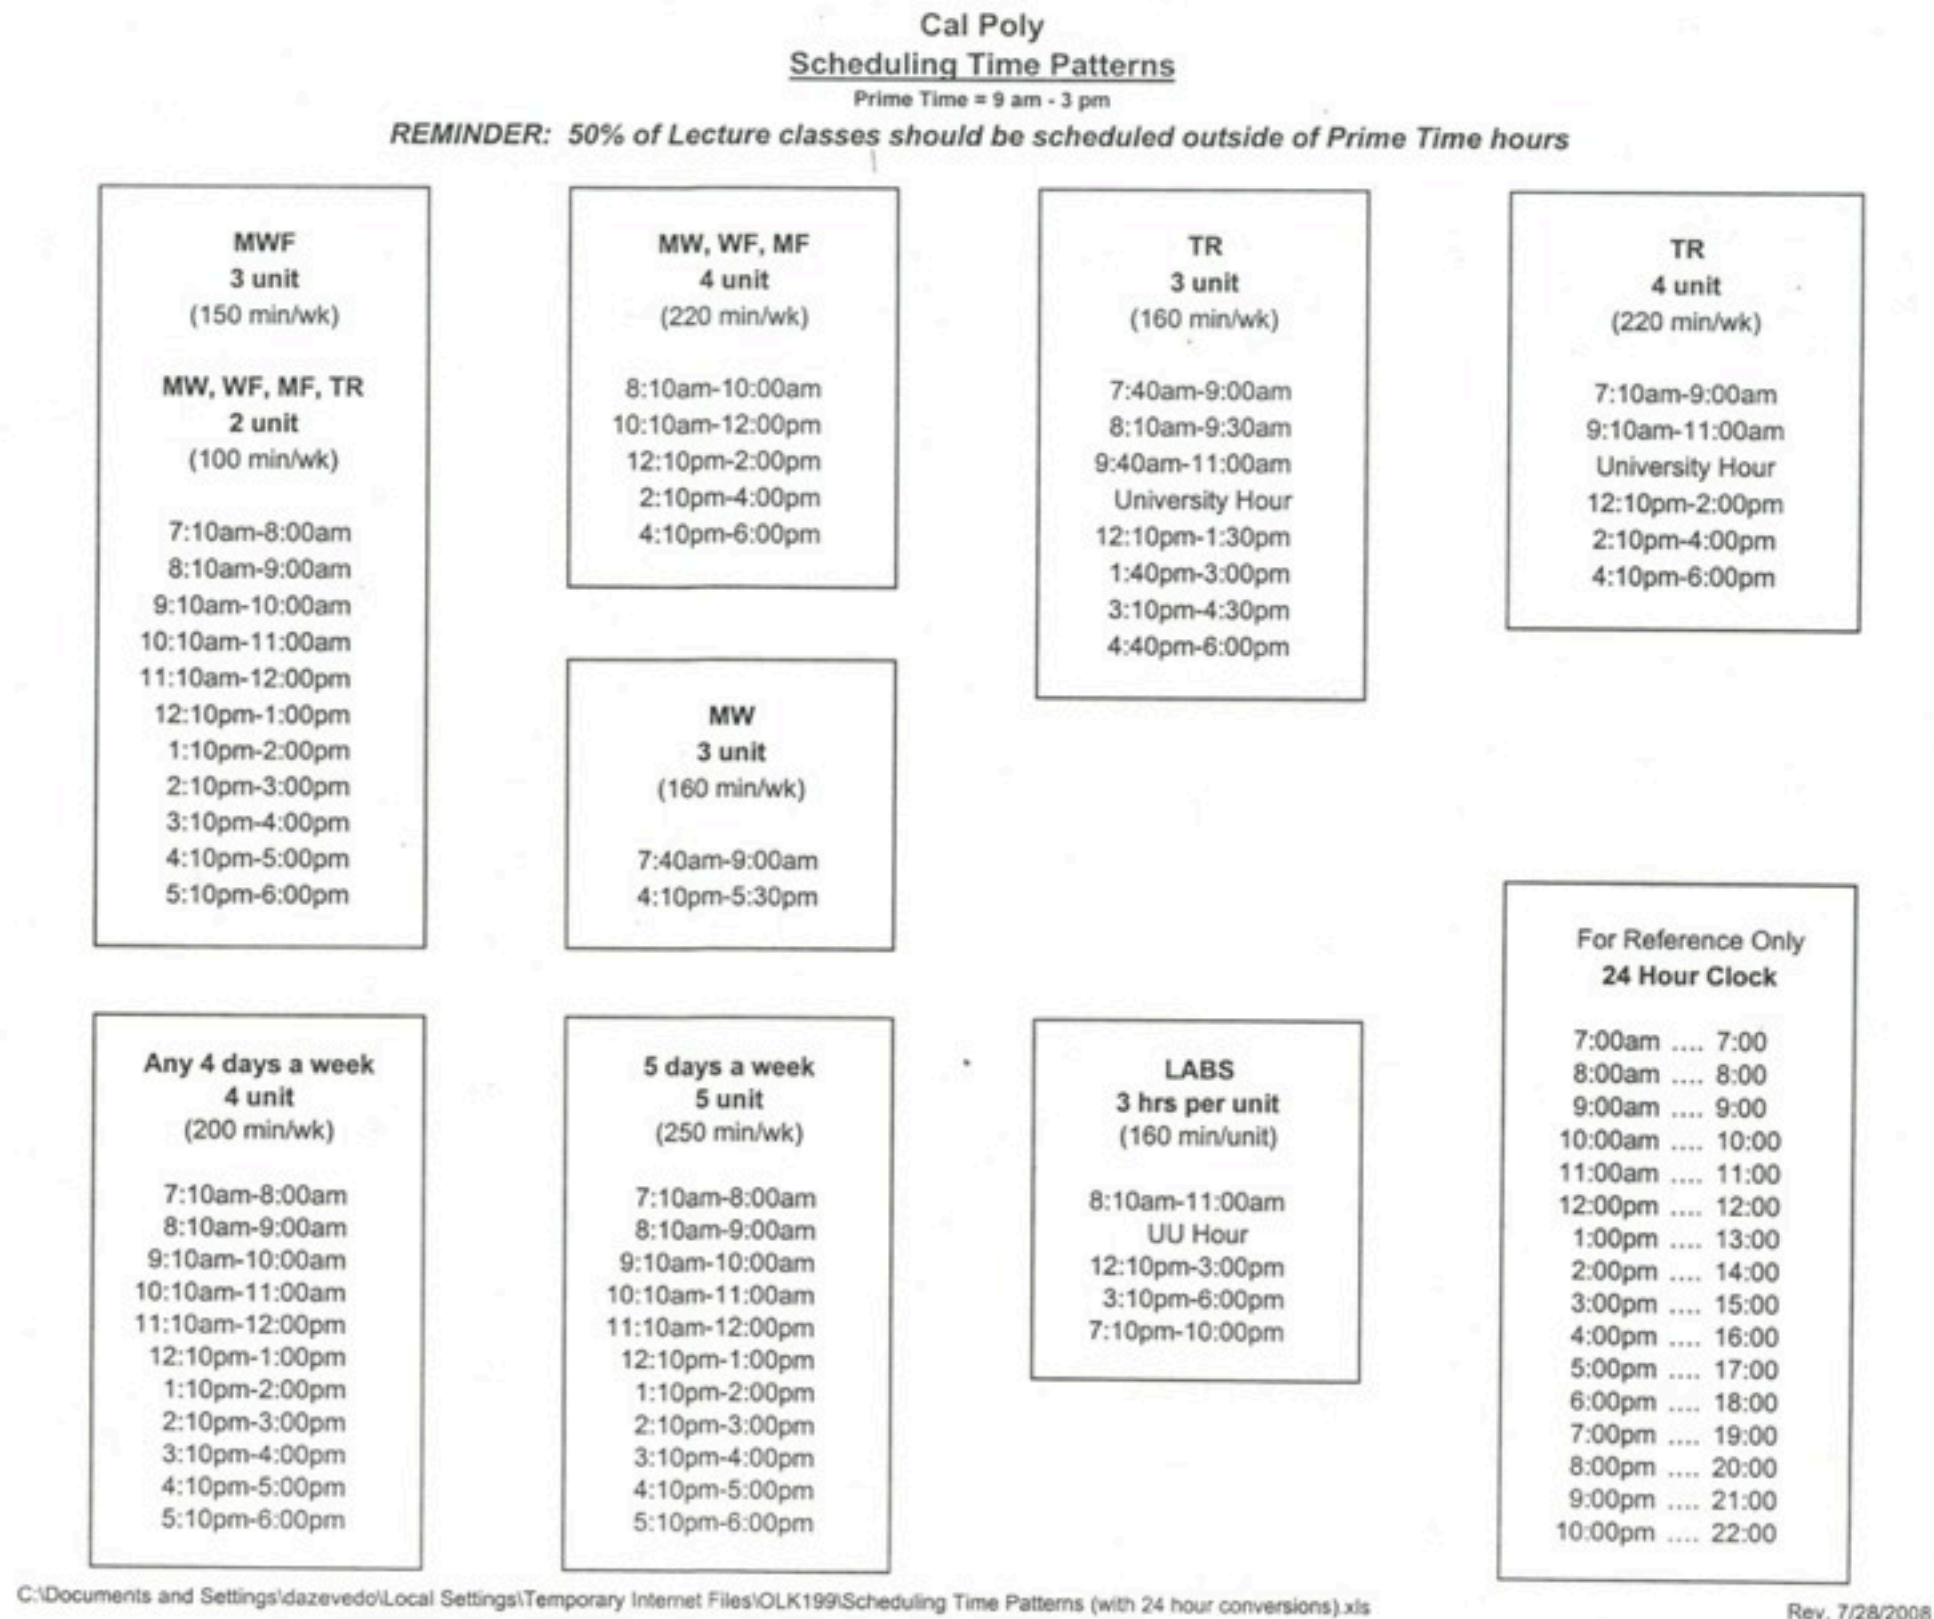 Cal Poly
Scheduling Time Patterns
Prime Time = 9 am - 3 pm
REMINDER: 50% of Lecture classes should be scheduled outside of Prime Time hours
MWF
3 unit
(150 min/wk)
MW, WF, MF, TR
2 unit
(100 min/wk)
7:10am-8:00am
8:10am-9:00am
9:10am-10:00am
10:10am-11:00am
11:10am-12:00pm
12:10pm-1:00pm
1:10pm-2:00pm
2:10pm-3:00pm
3:10pm-4:00pm
4:10pm-5:00pm
5:10pm-6:00pm
MW, WF, MF
4 unit
(220 min/wk)
8:10am-10:00am
10:10am-12:00pm
12:10pm-2:00pm
2:10pm-4:00pm
4:10pm-6:00pm
MW
3 unit
(160 min/wk)
7:40am-9:00am
4:10pm-5:30pm
TR
3 unit
(160 min/wk)
7:40am-9:00am
8:10am-9:30am
9:40am-11:00am
University Hour
12:10pm-1:30pm
1:40pm-3:00pm
3:10pm-4:30pm
4:40pm-6:00pm
TR
4 unit
(220 min/wk)
7:10am-9:00am
9:10am-11:00am
University Hour
12:10pm-2:00pm
2:10pm-4:00pm
4:10pm-6:00pm
Any 4 days a week
4 unit
(200 min/wk)
7:10am-8:00am
8:10am-9:00am
9:10am-10:00am
10:10am-11:00am
11:10am-12:00pm
12:10pm-1:00pm
1:10pm-2:00pm
2:10pm-3:00pm
3:10pm-4:00pm
4:10pm-5:00pm
5:10pm-6:00pm
5 days a week
5 unit
(250 min/wk)
7:10am-8:00am
8:10am-9:00am
9:10am-10:00am
10:10am-11:00am
11:10am-12:00pm
12:10pm-1:00pm
1:10pm-2:00pm
2:10pm-3:00pm
3:10pm-4:00pm
4:10pm-5:00pm
5:10pm-6:00pm
LABS
3 hrs per unit
(160 min/unit)
8:10am-11:00am
UU Hour
12:10pm-3:00pm
3:10pm-6:00pm
7:10pm-10:00pm
For Reference Only
24 Hour Clock
7:00am .... 7:00
8:00am .... 8:00
9:00am .... 9:00
10:00am .... 10:00
11:00am .... 11:00
12:00pm .... 12:00
1:00pm .... 13:00
2:00pm .... 14:00
3:00pm .... 15:00
4:00pm .... 16:00
5:00pm .... 17:00
6:00pm .... 18:00
7:00pm .... 19:00
8:00pm .... 20:00
9:00pm .... 21:00
10:00pm .... 22:00
C:\Documents and Settings\dazevedo\Local Settings\Temporary Internet Files\OLK199\Scheduling Time Patterns (with 24 hour conversions).xls
Rev. 7/28/2008